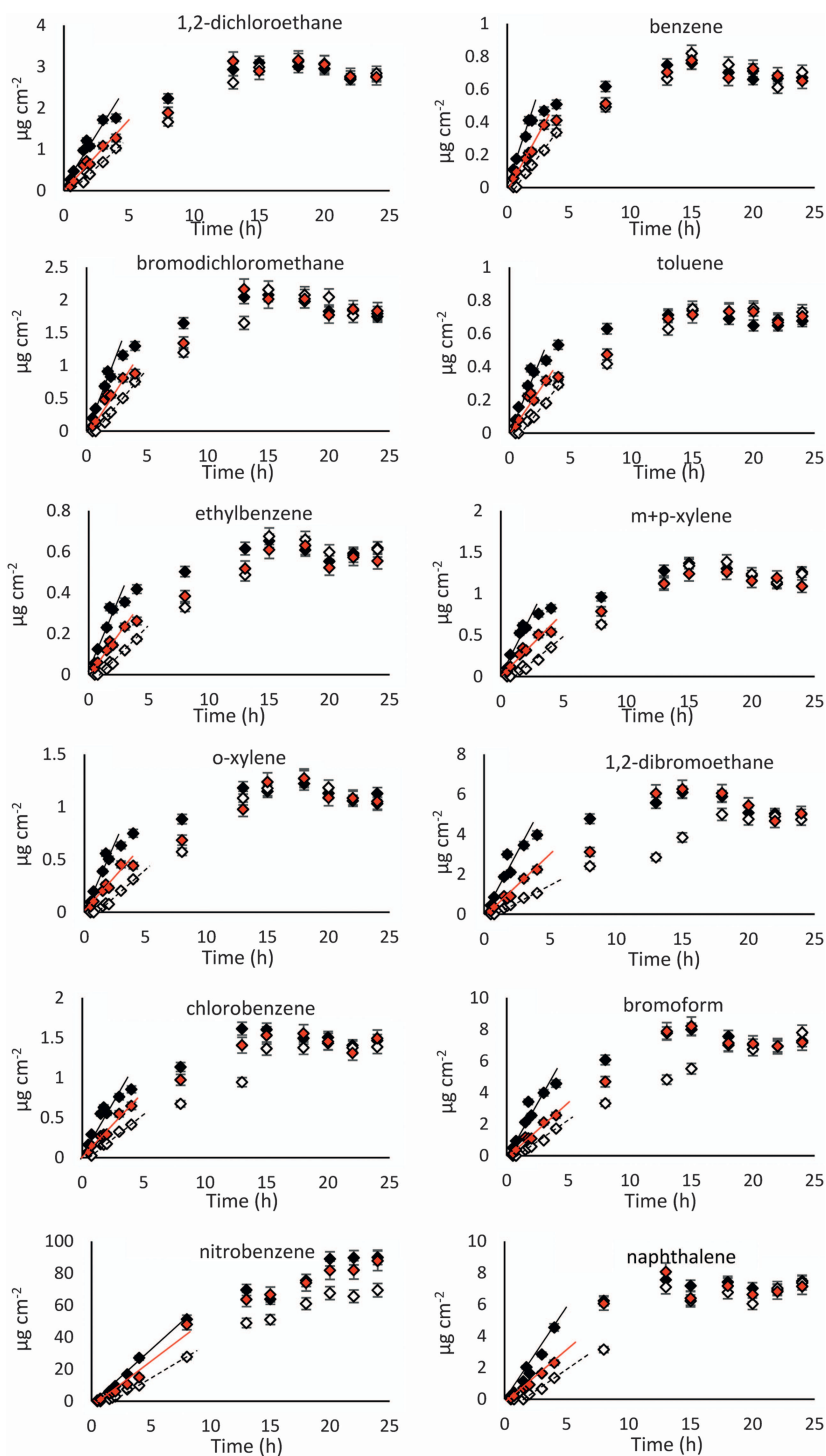 1,2-dichloroethane
4
3
2
1
0
µg cm-2
0 5 10 15 20 25
Time (h)
benzene
1
0.8
0.6
0.4
0.2
0
µg cm-2
0 5 10 15 20 25
Time (h)
bromodichloromethane
2.5
2
1.5
1
0.5
0
µg cm-2
0 5 10 15 20 25
Time (h)
toluene
1
0.8
0.6
0.4
0.2
0
µg cm-2
0 5 10 15 20 25
Time (h)
ethylbenzene
0.8
0.6
0.4
0.2
0
µg cm-2
0 5 10 15 20 25
Time (h)
m+p-xylene
2
1.5
1
0.5
0
µg cm-2
0 5 10 15 20 25
Time (h)
o-xylene
1.5
1
0.5
0
µg cm-2
0 5 10 15 20 25
Time (h)
1,2-dibromoethane
8
6
4
2
0
µg cm-2
0 5 10 15 20 25
Time (h)
chlorobenzene
2
1.5
1
0.5
0
µg cm-2
0 5 10 15 20 25
Time (h)
bromoform
10
8
6
4
2
0
µg cm-2
0 5 10 15 20 25
Time (h)
nitrobenzene
100
80
60
40
20
0
µg cm-2
0 5 10 15 20 25
Time (h)
naphthalene
10
8
6
4
2
0
µg cm-2
0 5 10 15 20 25
Time (h)